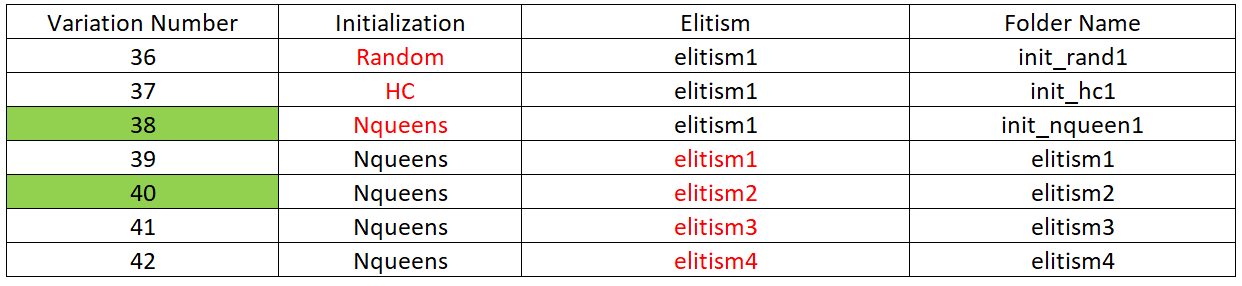 Variation Number Initialization Elitism Folder Name
36 Random elitism1 init_rand1
37 HC elitism1 init_hc1
38 Nqueens elitism1 init_nqueen1
39 Nqueens elitism1 elitism1
40 Nqueens elitism2 elitism2
41 Nqueens elitism3 elitism3
42 Nqueens elitism4 elitism4